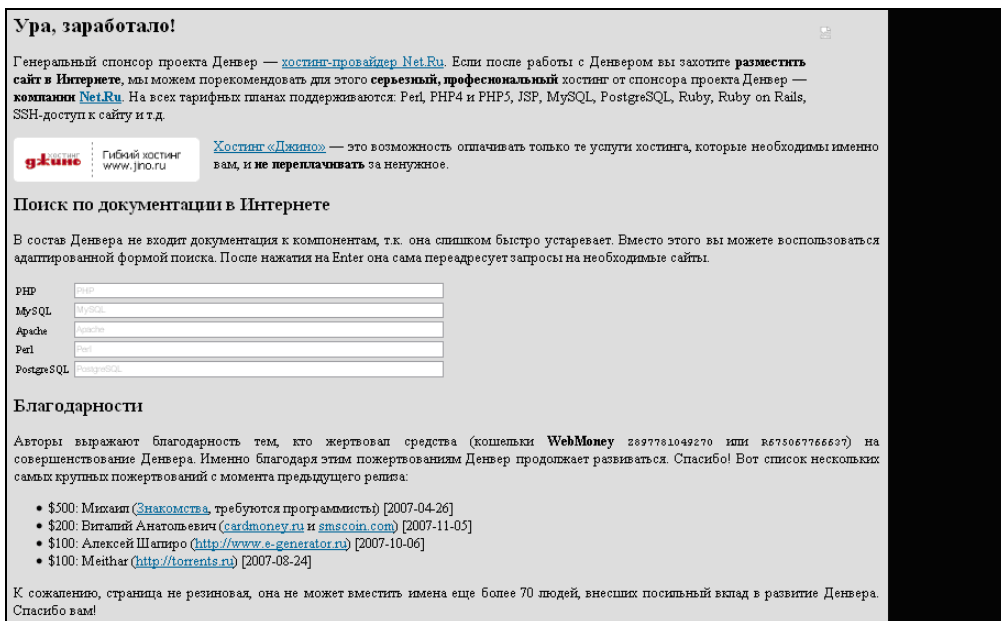 Ура, заработало!
Генеральный спонсор проекта Денвер — хостинг-провайдер Net.Ru. Если после работы с Денвером вы захотите разместить
сайт в Интернете, мы можем порекомендовать для этого серьезный, професиональный хостинг от спонсора проекта Денвер —
компании Net.Ru. На всех тарифных планах поддерживаются: Perl, PHP4 и PHP5, JSP, MySQL, PostgreSQL, Ruby, Ruby on Rails,
SSH-доступ к сайту и т.д.
хостинг
джино
Гибкий хостинг
www.jino.ru
Хостинг «Джино» — это возможность оплачивать только те услуги хостинга, которые необходимы именно
вам, и не переплачивать за ненужное.
Поиск по документации в Интернете
В состав Денвера не входит документация к компонентам, т.к. она слишком быстро устаревает. Вместо этого вы можете воспользоваться
адаптированной формой поиска. После нажатия на Enter она сама переадресует запросы на необходимые сайты.
PHP PHP
MySQL MySQL
Apache Apache
Perl Perl
PostgreSQL PostgreSQL
Благодарности
Авторы выражают благодарность тем, кто жертвовал средства (кошельки WebMoney Z897781049270 или R675067766637) на
совершенствование Денвера. Именно благодаря этим пожертвованиям Денвер продолжает развиваться. Спасибо! Вот список нескольких
самых крупных пожертвований с момента предыдущего релиза:
• $500: Михаил (Знакомства, требуются программисты) [2007-04-26]
• $200: Виталий Анатольевич (cardmoney.ru и smscoin.com) [2007-11-05]
• $100: Алексей Шапиро (http://www.e-generator.ru) [2007-10-06]
• $100: Meithar (http://torrents.ru) [2007-08-24]
К сожалению, страница не резиновая, она не может вместить имена еще более 70 людей, внесших посильный вклад в развитие Денвера.
Спасибо вам!